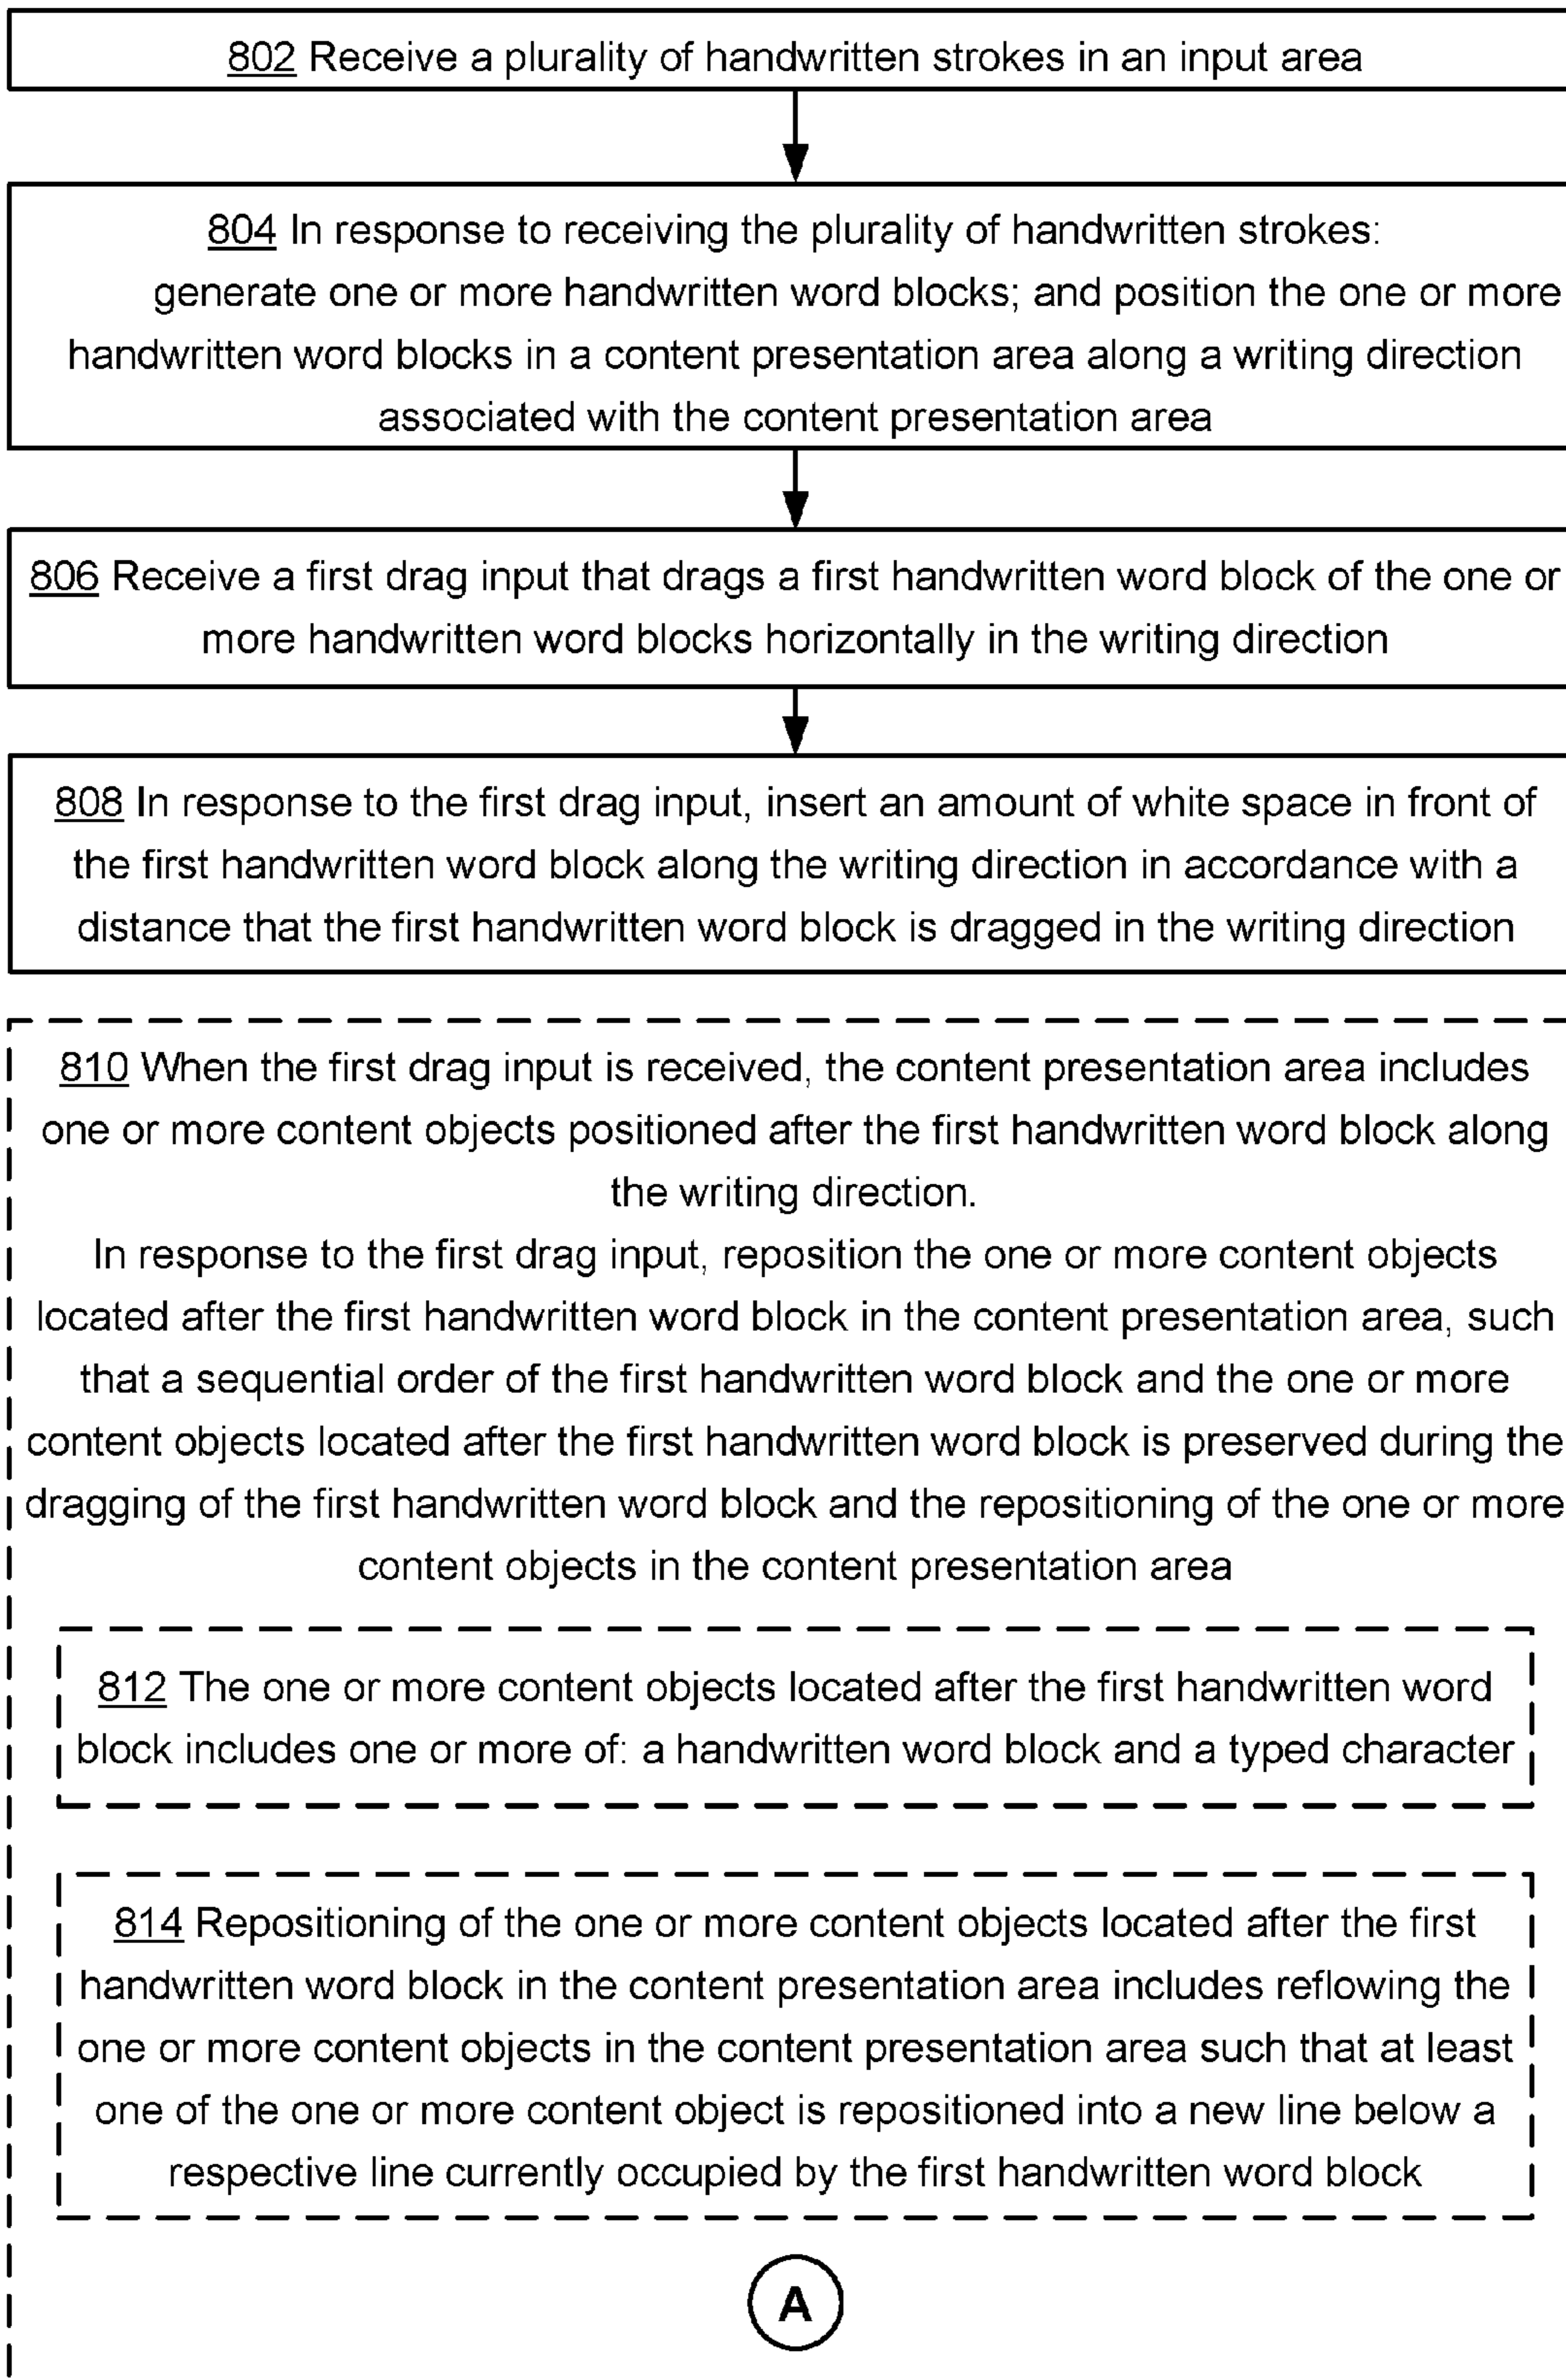 802 Receive a plurality of handwritten strokes in an input area
804 In response to receiving the plurality of handwritten strokes:
generate one or more handwritten word blocks; and position the one or more
handwritten word blocks in a content presentation area along a writing direction
associated with the content presentation area
806 Receive a first drag input that drags a first handwritten word block of the one or
more handwritten word blocks horizontally in the writing direction
808 In response to the first drag input, insert an amount of white space in front of
the first handwritten word block along the writing direction in accordance with a
distance that the first handwritten word block is dragged in the writing direction
810 When the first drag input is received, the content presentation area includes
one or more content objects positioned after the first handwritten word block along
the writing direction.
In response to the first drag input, reposition the one or more content objects
located after the first handwritten word block in the content presentation area, such
that a sequential order of the first handwritten word block and the one or more
content objects located after the first handwritten word block is preserved during the
dragging of the first handwritten word block and the repositioning of the one or more
content objects in the content presentation area
812 The one or more content objects located after the first handwritten word
block includes one or more of: a handwritten word block and a typed character
814 Repositioning of the one or more content objects located after the first
handwritten word block in the content presentation area includes reflowing the
one or more content objects in the content presentation area such that at least
one of the one or more content object is repositioned into a new line below a
respective line currently occupied by the first handwritten word block
A